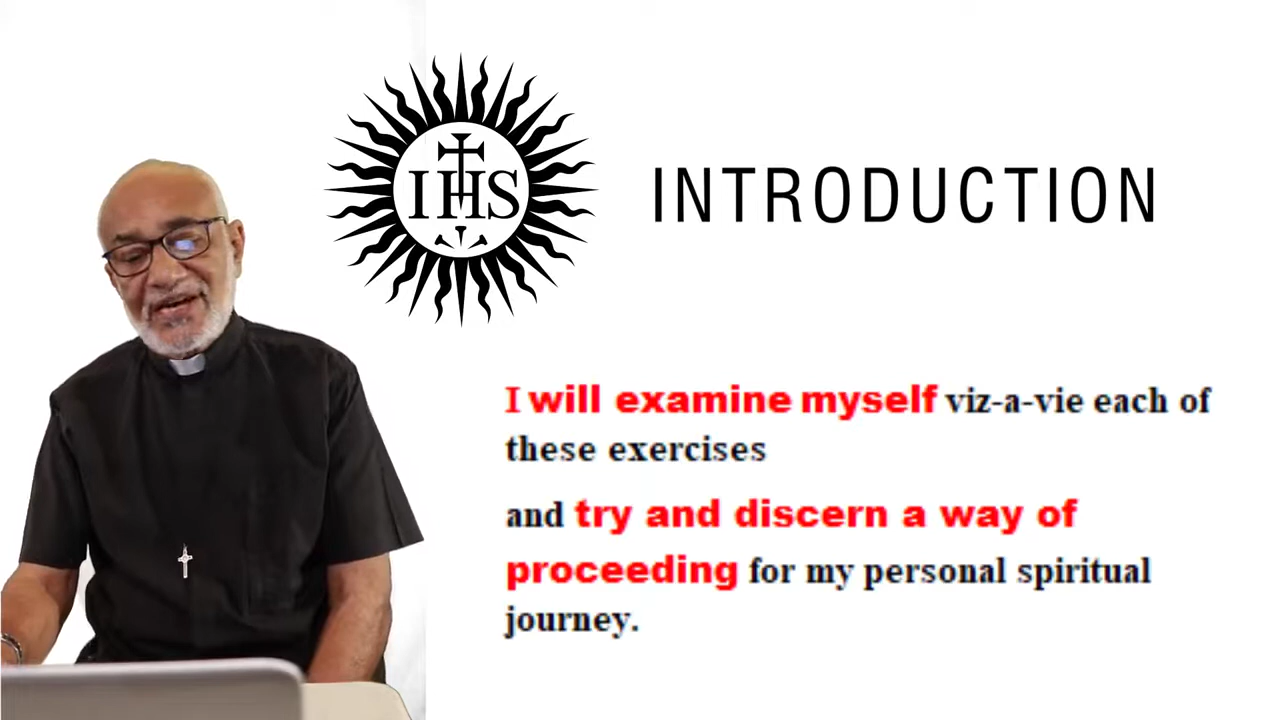 IHS
INTRODUCTION
I will examine myself viz-a-vie each of
these exercises
and try and discern a way of
proceeding for my personal spiritual
journey.